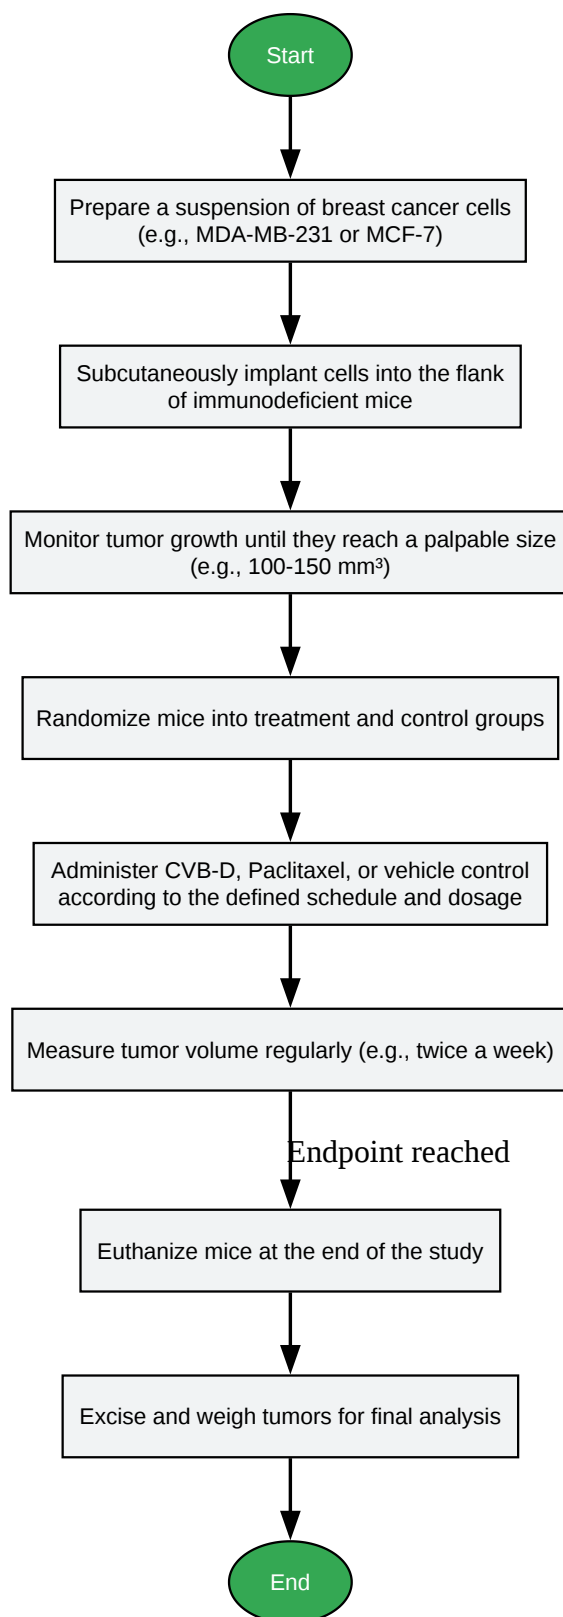 Start
Prepare a suspension of breast cancer cells
(e.g., MDA-MB-231 or MCF-7)
Subcutaneously implant cells into the flank
of immunodeficient mice
Monitor tumor growth until they reach a palpable size
(e.g., 100-150 mm³)
Randomize mice into treatment and control groups
Administer CVB-D, Paclitaxel, or vehicle control
according to the defined schedule and dosage
Measure tumor volume regularly (e.g., twice a week)
Endpoint reached
Euthanize mice at the end of the study
Excise and weigh tumors for final analysis
End